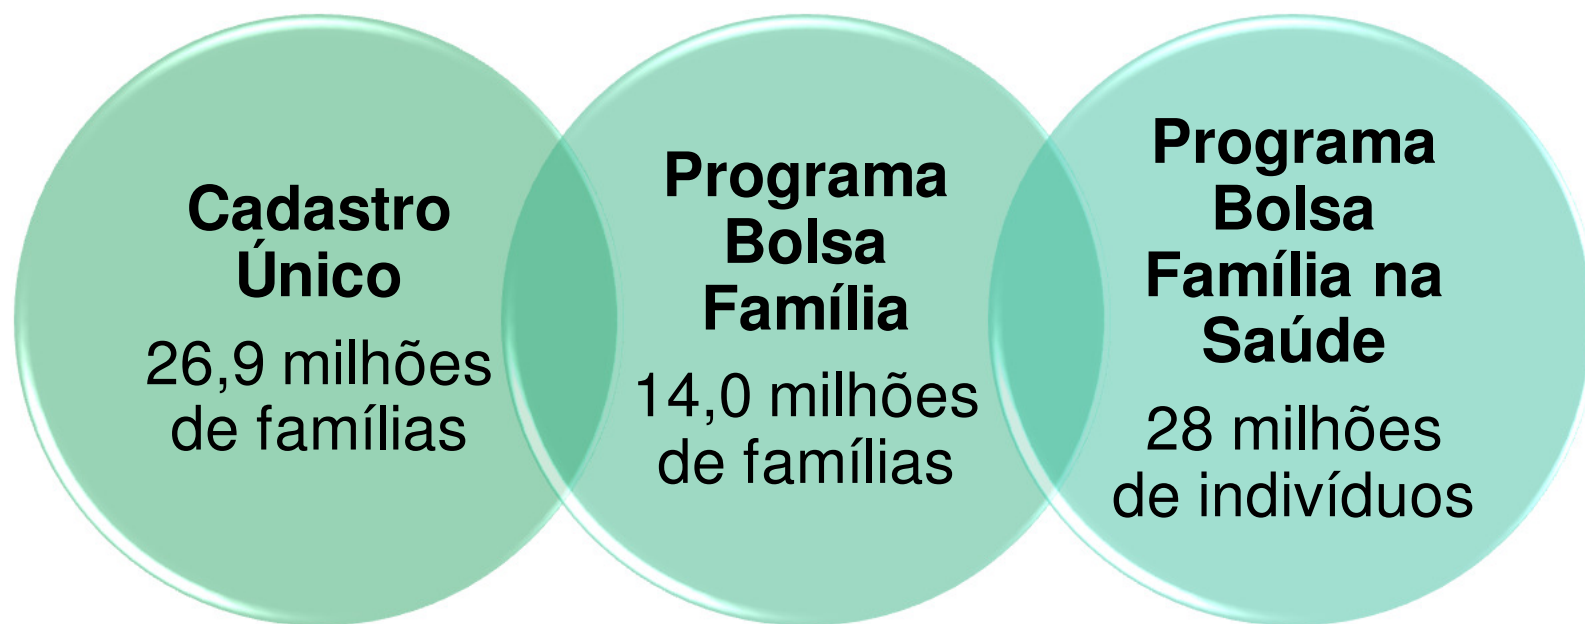 Cadastro
Único
26,9 milhões
de famílias
Programa
Bolsa
Família
14,0 milhões
de famílias
Programa
Bolsa
Família na
Saúde
28 milhões
de indivíduos